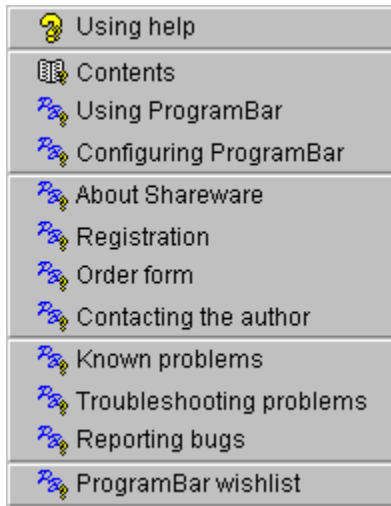 Using help
Contents
Using ProgramBar
Configuring ProgramBar
About Shareware
Registration
Order form
Contacting the author
Known problems
Troubleshooting problems
Reporting bugs
ProgramBar wishlist